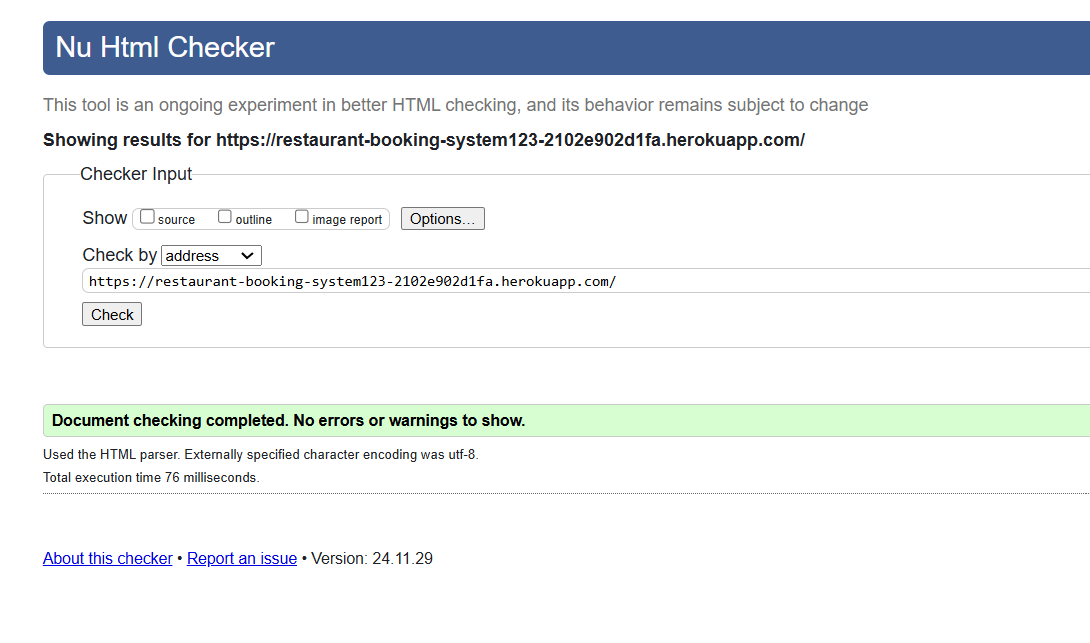 Nu Html Checker
This tool is an ongoing experiment in better HTML checking, and its behavior remains subject to change
Showing results for https://restaurant-booking-system123-2102e902d1fa.herokuapp.com/
Checker Input
Show source outline image report Options...
Check by address
https://restaurant-booking-system123-2102e902d1fa.herokuapp.com/
Check
Document checking completed. No errors or warnings to show.
Used the HTML parser. Externally specified character encoding was utf-8.
Total execution time 76 milliseconds.
About this checker • Report an issue • Version: 24.11.29